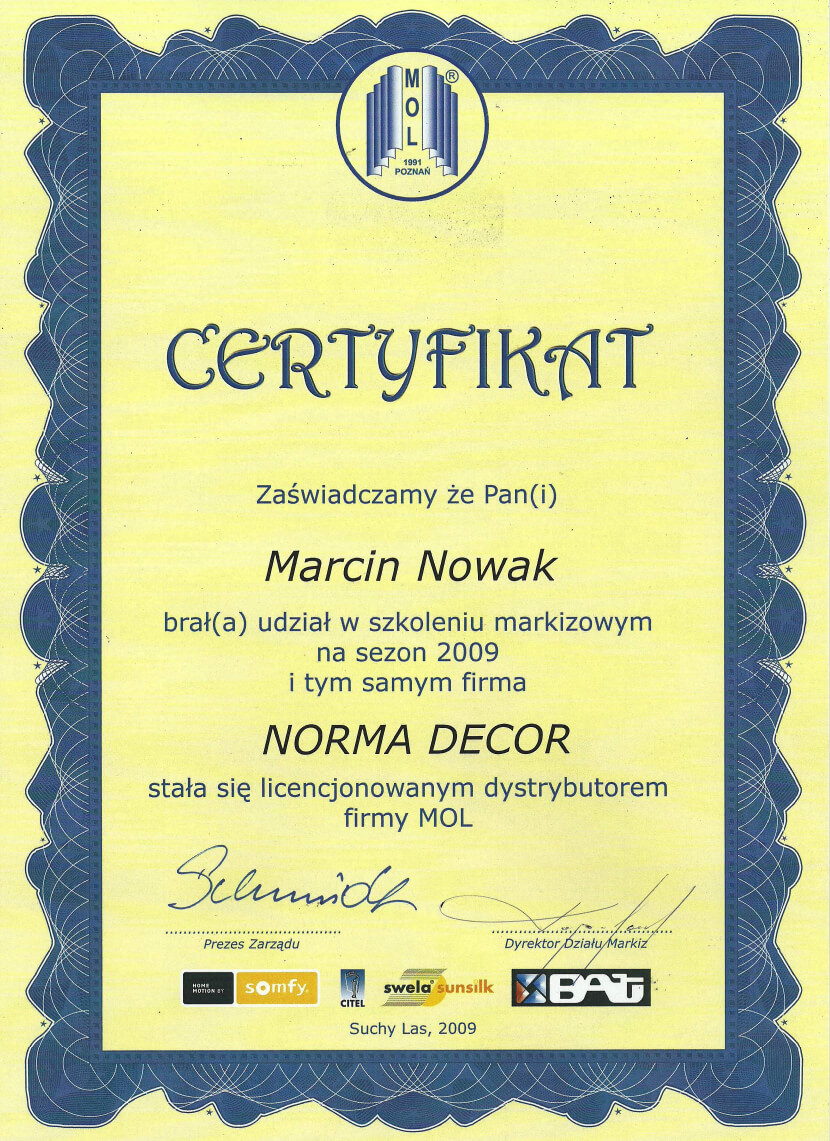 MOL
®
1991
POZNAŃ
CERTYFIKAT
Zaświadczamy że Pan(i)
Marcin Nowak
brał(a) udział w szkoleniu markizowym
na sezon 2009
i tym samym firma
NORMA DECOR
stała się licencjonowanym dystrybutorem
firmy MOL
Schmidt
Prezes Zarządu
Dyrektor Działu Markiz
HOME MOTION BY somfy.
CITEL
swela® sunsilk
BAT
Suchy Las, 2009